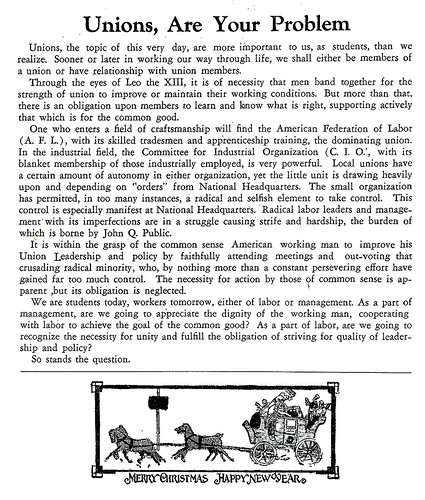 Unions, Are Your Problem
Unions, the topic of this very day, are more important to us, as students, than we
realize. Sooner or later in working our way through life, we shall either be members of
a union or have relationship with union members.
Through the eyes of Leo the XIII, it is of necessity that men band together for the
strength of union to improve or maintain their working conditions. But more than that,
there is an obligation upon members to learn and know what is right, supporting actively
that which is for the common good.
One who enters a field of craftsmanship will find the American Federation of Labor
(A. F. L.), with its skilled tradesmen and apprenticeship training, the dominating union.
In the industrial field, the Committee for Industrial Organization (C. I. O.', with its
blanket membership of those industrially employed, is very powerful. Local unions have
a certain amount of autonomy in either organization, yet the little unit is drawing heavily
upon and depending on "orders" from National Headquarters. The small organization
has permitted, in too many instances, a radical and selfish element to take control. This
control is especially manifest at National Headquarters. Radical labor leaders and manage-
ment with its imperfections are in a struggle causing strife and hardship, the burden of
which is borne by John Q. Public.
It is within the grasp of the common sense American working man to improve his
Union Leadership and policy by faithfully attending meetings and out-voting that
crusading radical minority, who, by nothing more than a constant persevering effort have
gained far too much control. The necessity for action by those of common sense is ap-
parent ,but its obligation is neglected.
We are students today, workers tomorrow, either of labor or management. As a part of
management, are we going to appreciate the dignity of the working man, cooperating
with labor to achieve the goal of the common good? As a part of labor, are we going to
recognize the necessity for unity and fulfill the obligation of striving for quality of leader-
ship and policy?
So stands the question.
MERRY CHRISTMAS HAPPY NEW YEAR